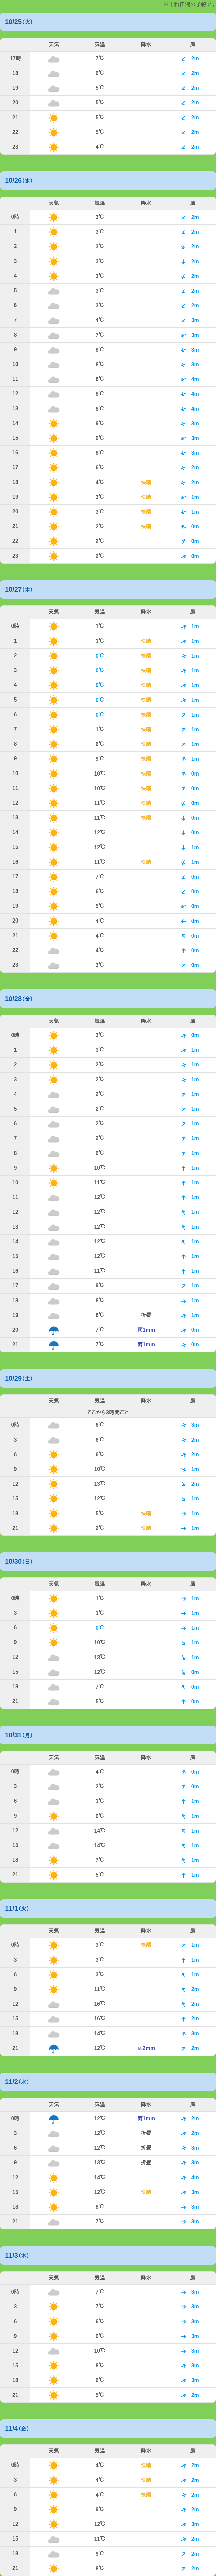 ※十和田湖の予報です
10/25(火)
天気 気温 降水 風
17時 7℃ 2m
18 6℃ 2m
19 5℃ 2m
20 5℃ 2m
21 5℃ 2m
22 5℃ 2m
23 4℃ 2m
10/26(水)
天気 気温 降水 風
0時 3℃ 2m
1 3℃ 2m
2 3℃ 2m
3 3℃ 2m
4 3℃ 2m
5 3℃ 2m
6 3℃ 2m
7 4℃ 3m
8 7℃ 3m
9 8℃ 3m
10 8℃ 3m
11 8℃ 4m
12 8℃ 4m
13 8℃ 4m
14 9℃ 3m
15 9℃ 3m
16 8℃ 3m
17 6℃ 2m
18 4℃ 快晴 2m
19 3℃ 快晴 1m
20 3℃ 快晴 1m
21 2℃ 快晴 0m
22 2℃ 0m
23 2℃ 0m
10/27(木)
天気 気温 降水 風
0時 1℃ 1m
1 1℃ 快晴 1m
2 0℃ 快晴 1m
3 0℃ 快晴 1m
4 0℃ 快晴 1m
5 0℃ 快晴 1m
6 0℃ 快晴 1m
7 1℃ 快晴 1m
8 6℃ 快晴 1m
9 9℃ 快晴 1m
10 10℃ 快晴 0m
11 10℃ 快晴 0m
12 11℃ 快晴 0m
13 11℃ 快晴 0m
14 12℃ 0m
15 12℃ 1m
16 11℃ 快晴 1m
17 7℃ 0m
18 6℃ 0m
19 5℃ 0m
20 4℃ 0m
21 4℃ 0m
22 4℃ 0m
23 3℃ 0m
10/28(金)
天気 気温 降水 風
0時 3℃ 0m
1 3℃ 1m
2 2℃ 1m
3 2℃ 1m
4 2℃ 1m
5 2℃ 1m
6 2℃ 1m
7 2℃ 1m
8 6℃ 1m
9 10℃ 1m
10 11℃ 1m
11 12℃ 1m
12 12℃ 1m
13 12℃ 1m
14 12℃ 1m
15 12℃ 1m
16 11℃ 1m
17 9℃ 1m
18 8℃ 1m
19 8℃ 折畳 1m
20 7℃ 雨1mm 0m
21 7℃ 雨1mm 0m
10/29(土)
天気 気温 降水 風
ここから3時間ごと
0時 6℃ 3m
3 6℃ 2m
6 6℃ 2m
9 10℃ 1m
12 13℃ 2m
15 12℃ 1m
18 5℃ 快晴 1m
21 2℃ 快晴 1m
10/30(日)
天気 気温 降水 風
0時 1℃ 1m
3 1℃ 1m
6 0℃ 1m
9 10℃ 1m
12 13℃ 1m
15 12℃ 0m
18 7℃ 0m
21 5℃ 0m
10/31(月)
天気 気温 降水 風
0時 4℃ 0m
3 2℃ 0m
6 1℃ 1m
9 9℃ 1m
12 14℃ 1m
15 14℃ 1m
18 7℃ 1m
21 5℃ 1m
11/1(火)
天気 気温 降水 風
0時 3℃ 快晴 1m
3 3℃ 1m
6 3℃ 1m
9 11℃ 2m
12 16℃ 2m
15 16℃ 2m
18 14℃ 3m
21 12℃ 雨2mm 2m
11/2(水)
天気 気温 降水 風
0時 12℃ 雨1mm 2m
3 12℃ 折畳 2m
6 12℃ 折畳 3m
9 13℃ 折畳 3m
12 14℃ 4m
15 12℃ 快晴 3m
18 8℃ 3m
21 7℃ 3m
11/3(木)
天気 気温 降水 風
0時 7℃ 3m
3 7℃ 3m
6 6℃ 3m
9 9℃ 3m
12 10℃ 3m
15 8℃ 3m
18 6℃ 3m
21 5℃ 2m
11/4(金)
天気 気温 降水 風
0時 4℃ 快晴 2m
3 4℃ 快晴 2m
6 4℃ 快晴 2m
9 9℃ 2m
12 12℃ 3m
15 11℃ 2m
18 9℃ 2m
21 8℃ 2m